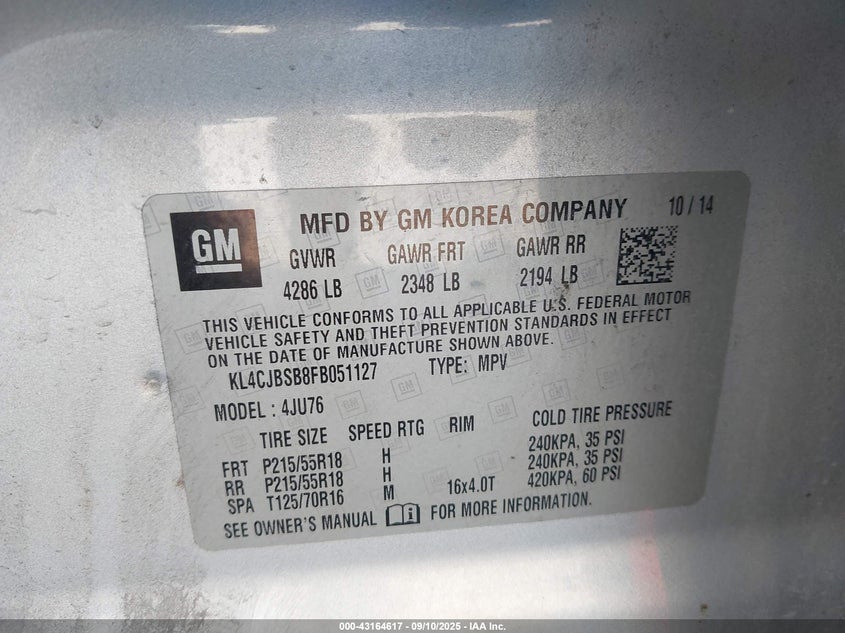 GM
MFD BY GM KOREA COMPANY 10 / 14
GVWR GAWR FRT GAWR RR
4286 LB 2348 LB 2194 LB
THIS VEHICLE CONFORMS TO ALL APPLICABLE U.S. FEDERAL MOTOR
VEHICLE SAFETY AND THEFT PREVENTION STANDARDS IN EFFECT
ON THE DATE OF MANUFACTURE SHOWN ABOVE.
KL4CJBSB8FB051127 TYPE: MPV
MODEL : 4JU76
TIRE SIZE SPEED RTG RIM COLD TIRE PRESSURE
FRT P215/55R18 H 240KPA, 35 PSI
RR P215/55R18 H 240KPA, 35 PSI
SPA T125/70R16 M 16x4.0T 420KPA, 60 PSI
SEE OWNER'S MANUAL FOR MORE INFORMATION.
000-43164617 - 09/10/2025 - IAA Inc.